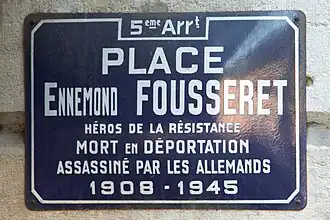 5ème Arrt
PLACE
ENNEMOND FOUSSERET
HÉROS DE LA RÉSISTANCE
MORT EN DÉPORTATION
ASSASSINÉ PAR LES ALLEMANDS
1908 - 1945